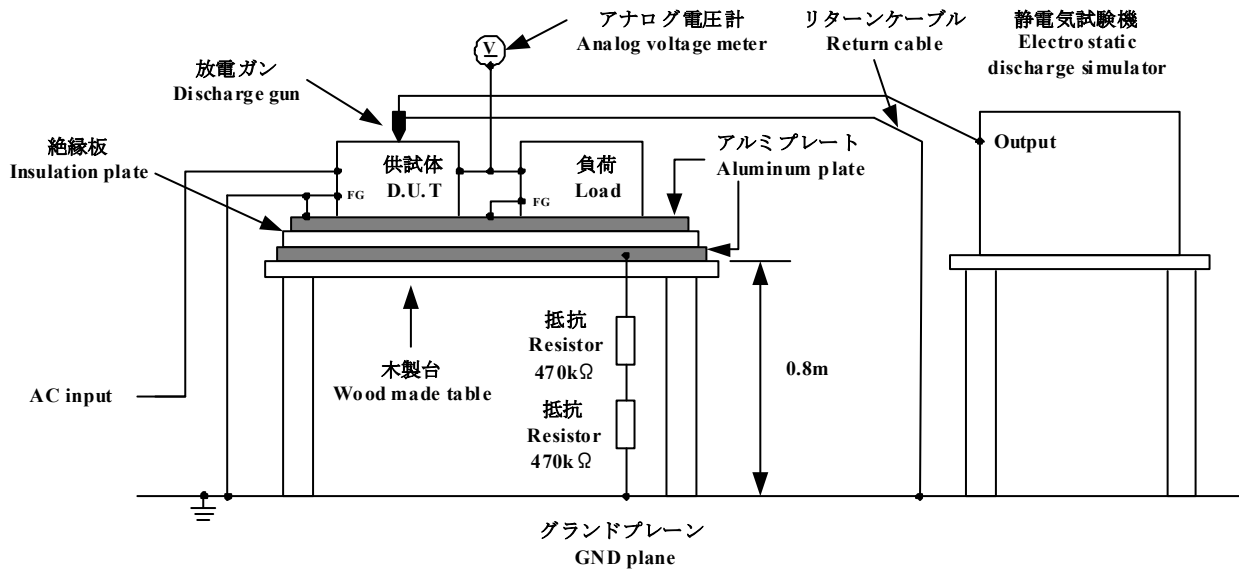 アナログ電圧計
Analog voltage meter
リターンケーブル
Return cable
静電気試験機
Electro static
discharge simulator
V
放電ガン
Discharge gun
絶縁板
Insulation plate
供試体
D.U.T
FG
負荷
Load
FG
アルミプレート
Aluminum plate
Output
抵抗
Resistor
470kΩ
抵抗
Resistor
470kΩ
0.8m
木製台
Wood made table
AC input
グランドプレーン
GND plane